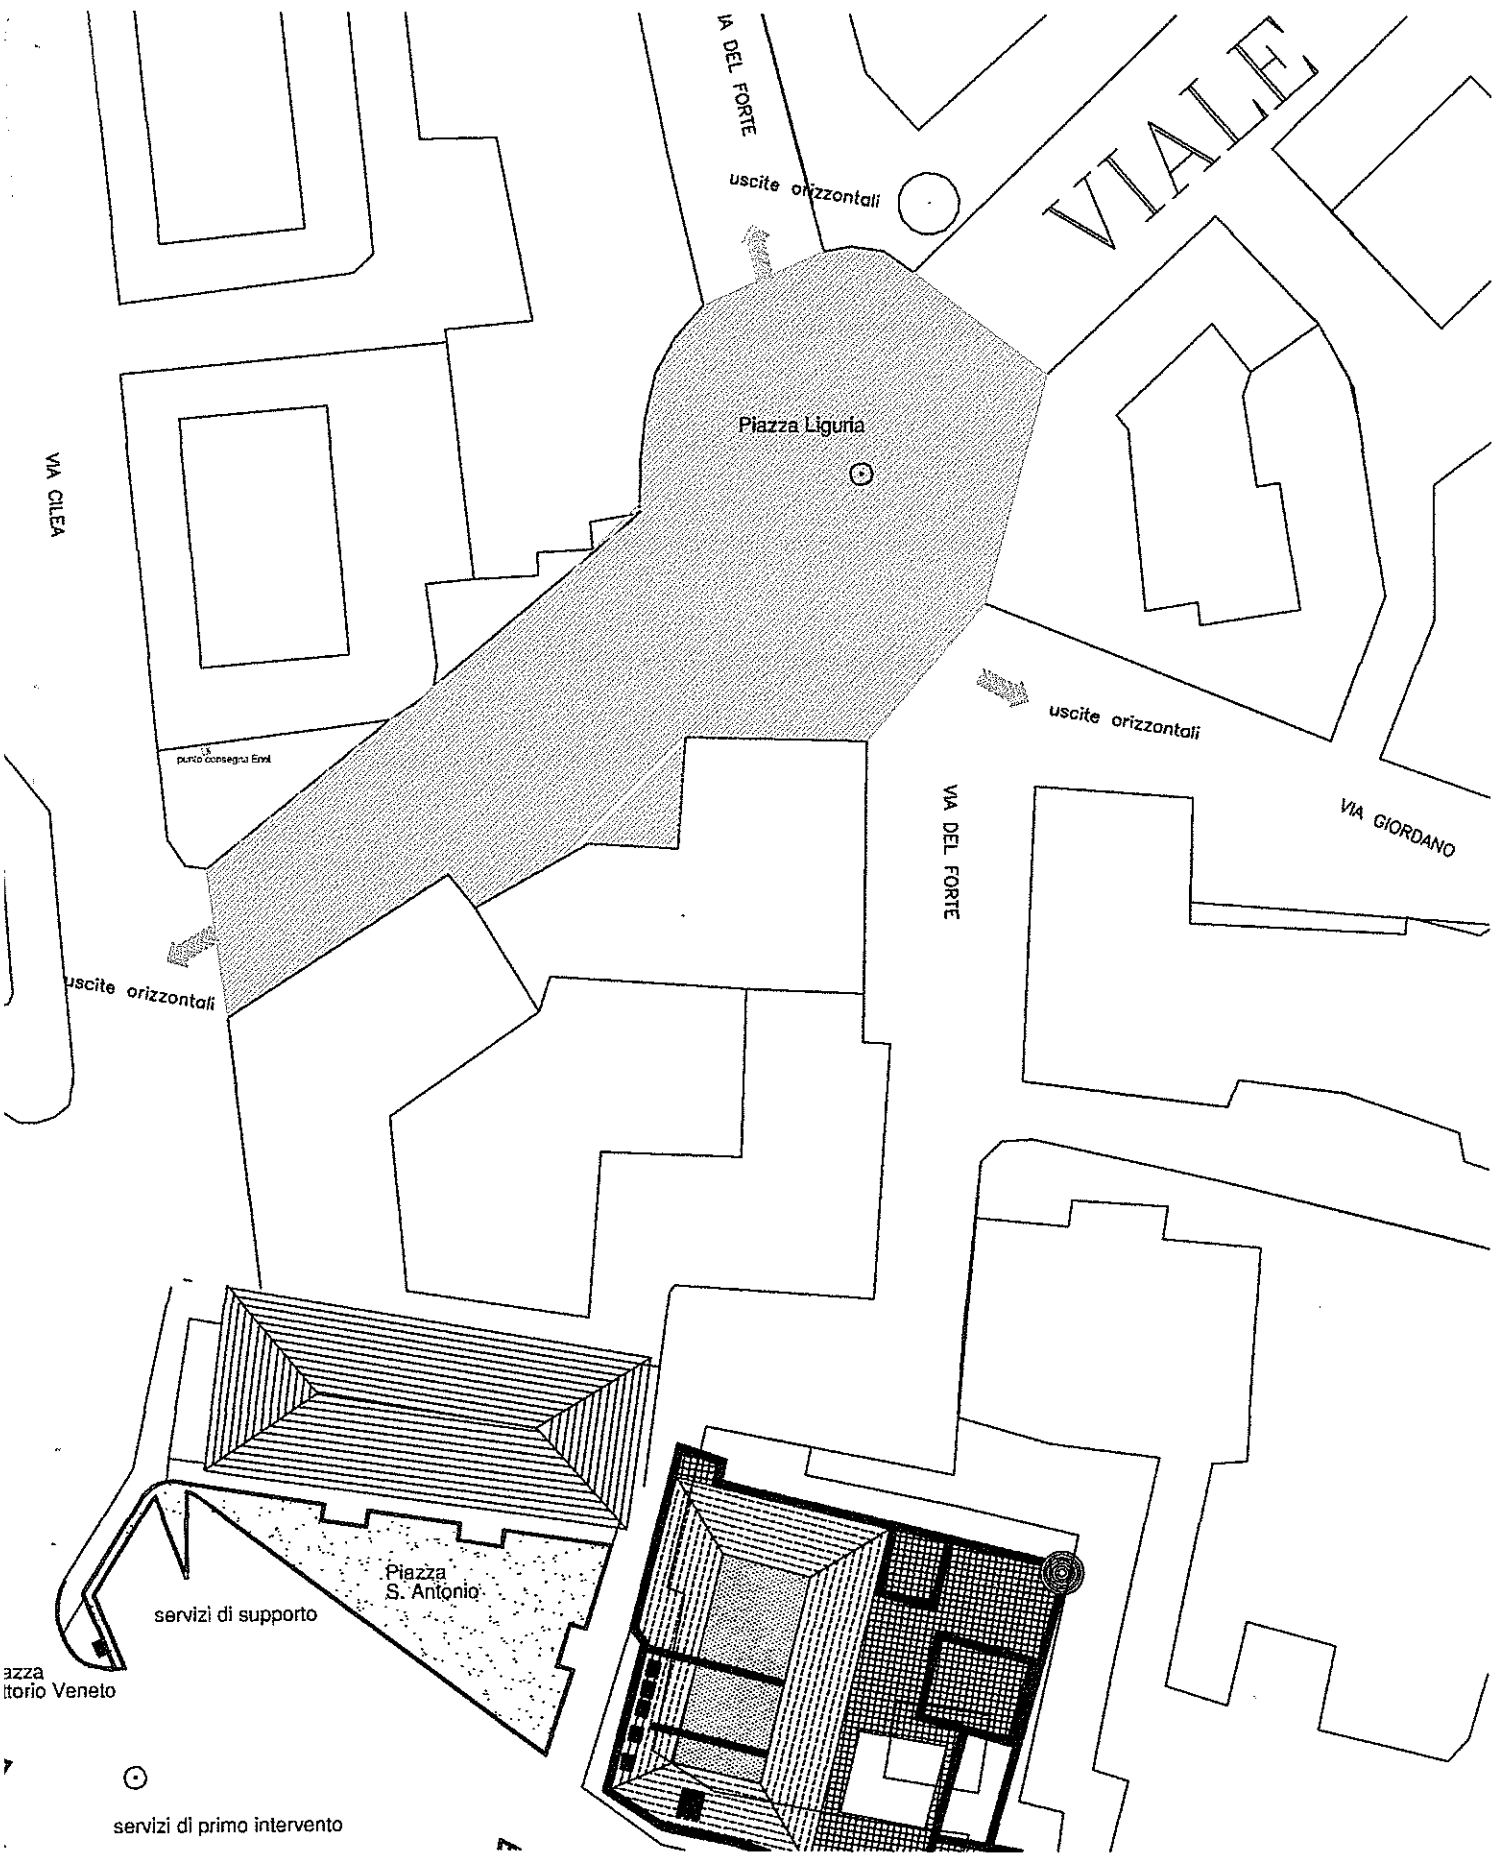 IA DEL FORTE
VIALE
uscite orizzontali
Piazza Liguria
VIA CILEA
uscite orizzontali
punto consegna Enel
VIA DEL FORTE
VIA GIORDANO
uscite orizzontali
Piazza
S. Antonio
servizi di supporto
azza
ttorio Veneto
servizi di primo intervento